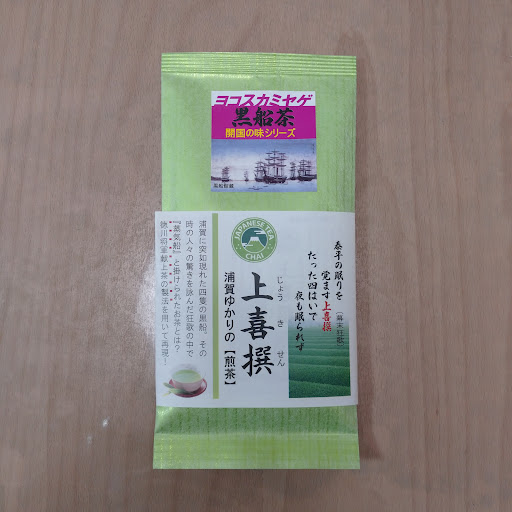 ヨコスカミヤゲ
黒船茶
開国の味シリーズ
JAPANESE TEA
CHAI
泰平の眠りを
覚ます上喜撰
たった四はいで
夜も眠られず
(幕末狂歌)
じょう き せん
上喜撰
浦賀ゆかりの【煎茶】
浦賀に突如現れた四隻の黒船。その
時の人々の驚きを詠んだ狂歌の中で
『蒸気船』と掛けられたお茶とは?
徳川将軍献上茶の製法を用いて再現!